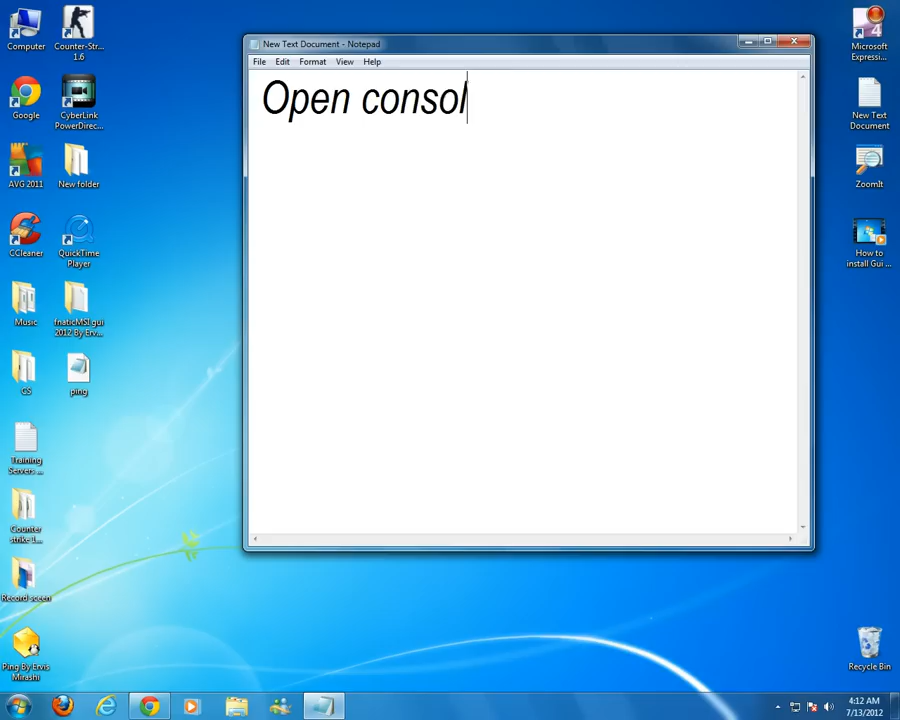 New Text Document - Notepad
File Edit Format View Help
Open consol
Computer
Counter-Str...
1.6
Google
CyberLink
PowerDirec...
AVG 2011
New folder
CCleaner
QuickTime
Player
Music
fnaticMSI gui
2012 By Erv...
CS
ping
Training
Servers ...
Counter
strike 1....
Record sceen
Ping By Ervis
Mirashi
Microsoft
Expressi...
New Text
Document
ZoomIt
How to
install Gui ...
Recycle Bin
4:12 AM
7/13/2012